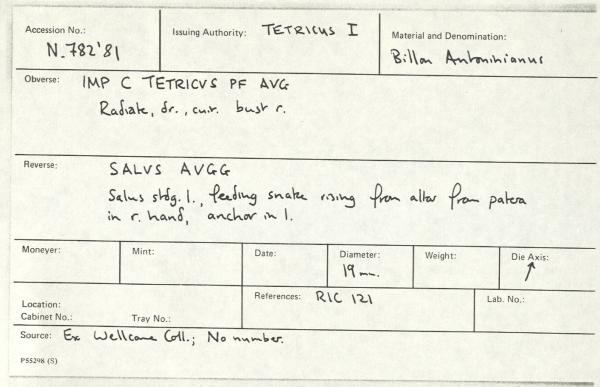 Accession No.: Issuing Authority: TETRICUS I Material and Denomination:
N.782'81 Billon Antoninianus
Obverse: IMP C TETRICVS PF AVG
Radiate, dr., cuir. bust r.
Reverse: SALVS AVGG
Salus stdg. l., feeding snake rising from altar from patera
in r. hand, anchor in l.
Moneyer: Mint: Date: Diameter: Weight: Die Axis:
19 mm. ↑
Location: References: RIC 121 Lab. No.:
Cabinet No.: Tray No.:
Source: Ex Wellcome Coll.; No number.
P55298 (S)